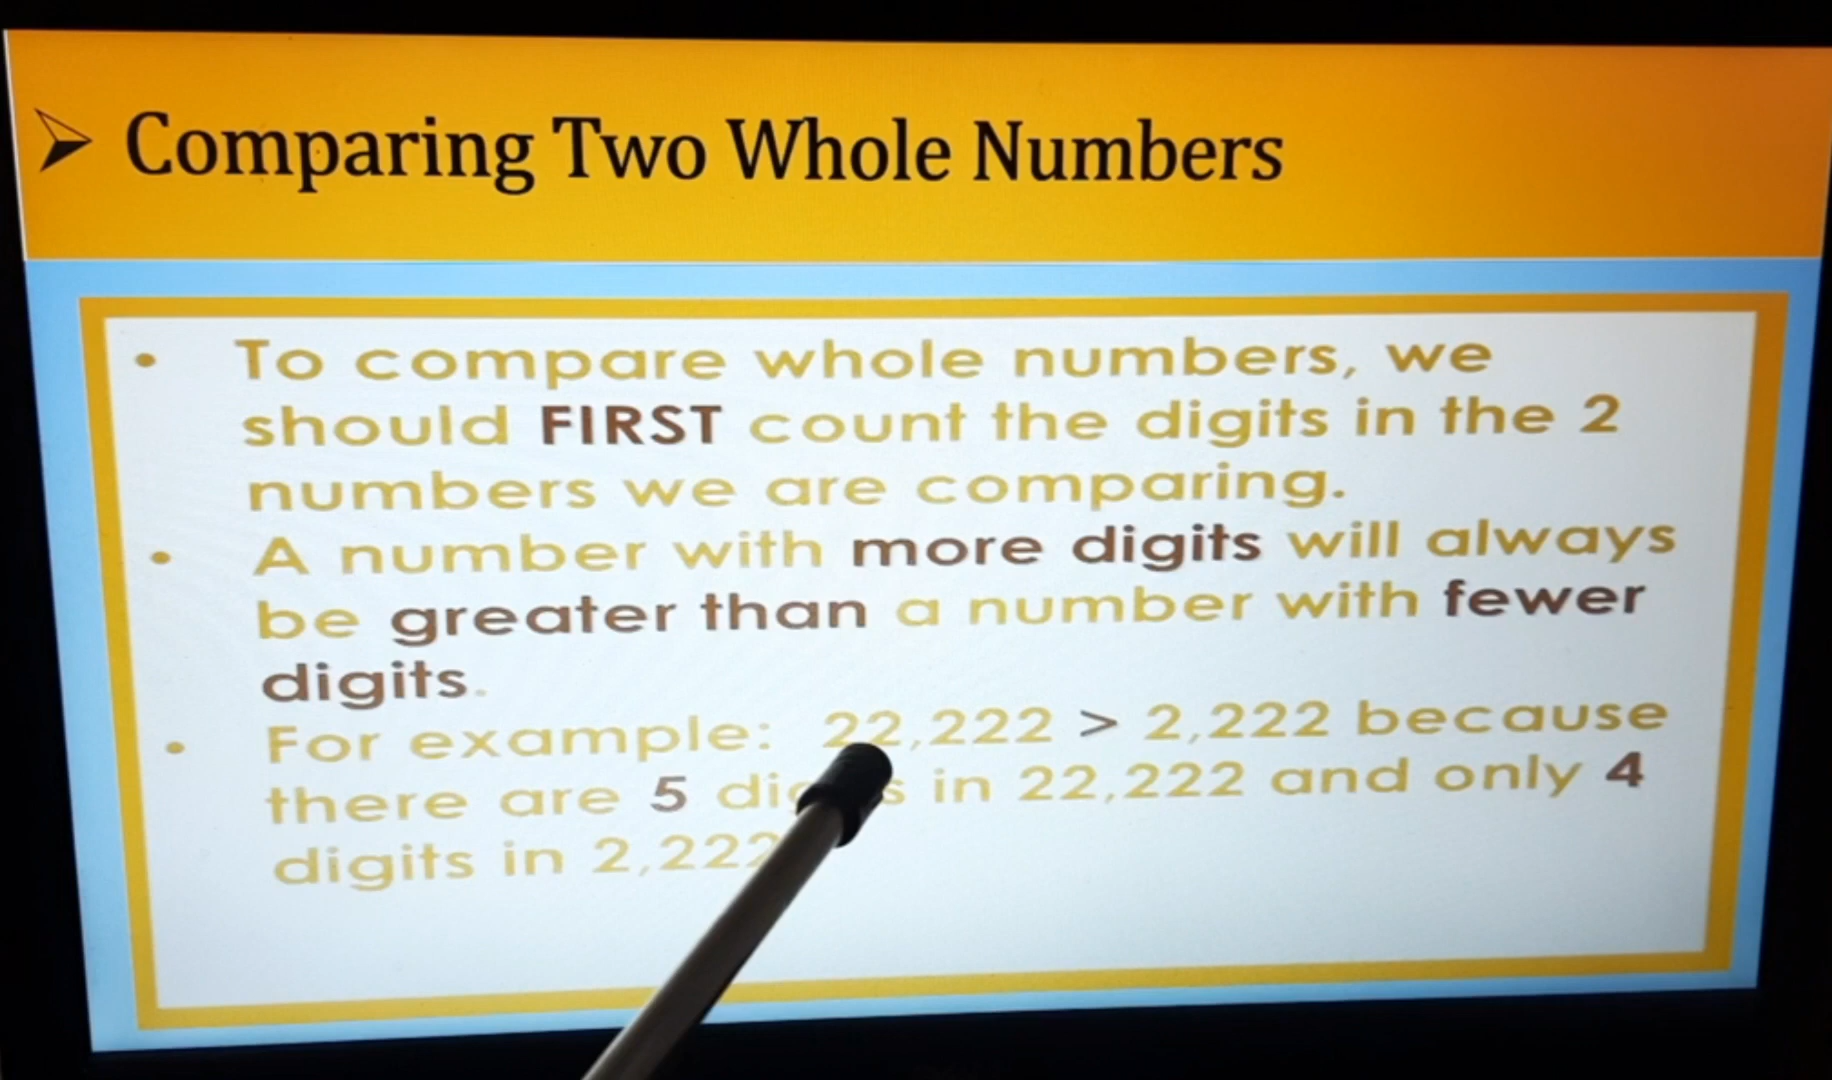 Comparing Two Whole Numbers
• To compare whole numbers, we
should FIRST count the digits in the 2
numbers we are comparing.
• A number with more digits will always
be greater than a number with fewer
digits.
• For example: 22,222 > 2,222 because
there are 5 in 22,222 and only 4
digits in 2,222